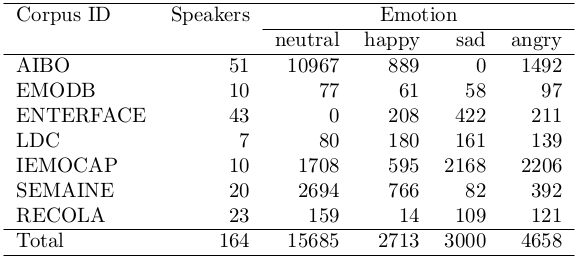 Corpus ID Speakers Emotion
neutral happy sad angry
AIBO 51 10967 889 0 1492
EMODB 10 77 61 58 97
ENTERFACE 43 0 208 422 211
LDC 7 80 180 161 139
IEMOCAP 10 1708 595 2168 2206
SEMAINE 20 2694 766 82 392
RECOLA 23 159 14 109 121
Total 164 15685 2713 3000 4658